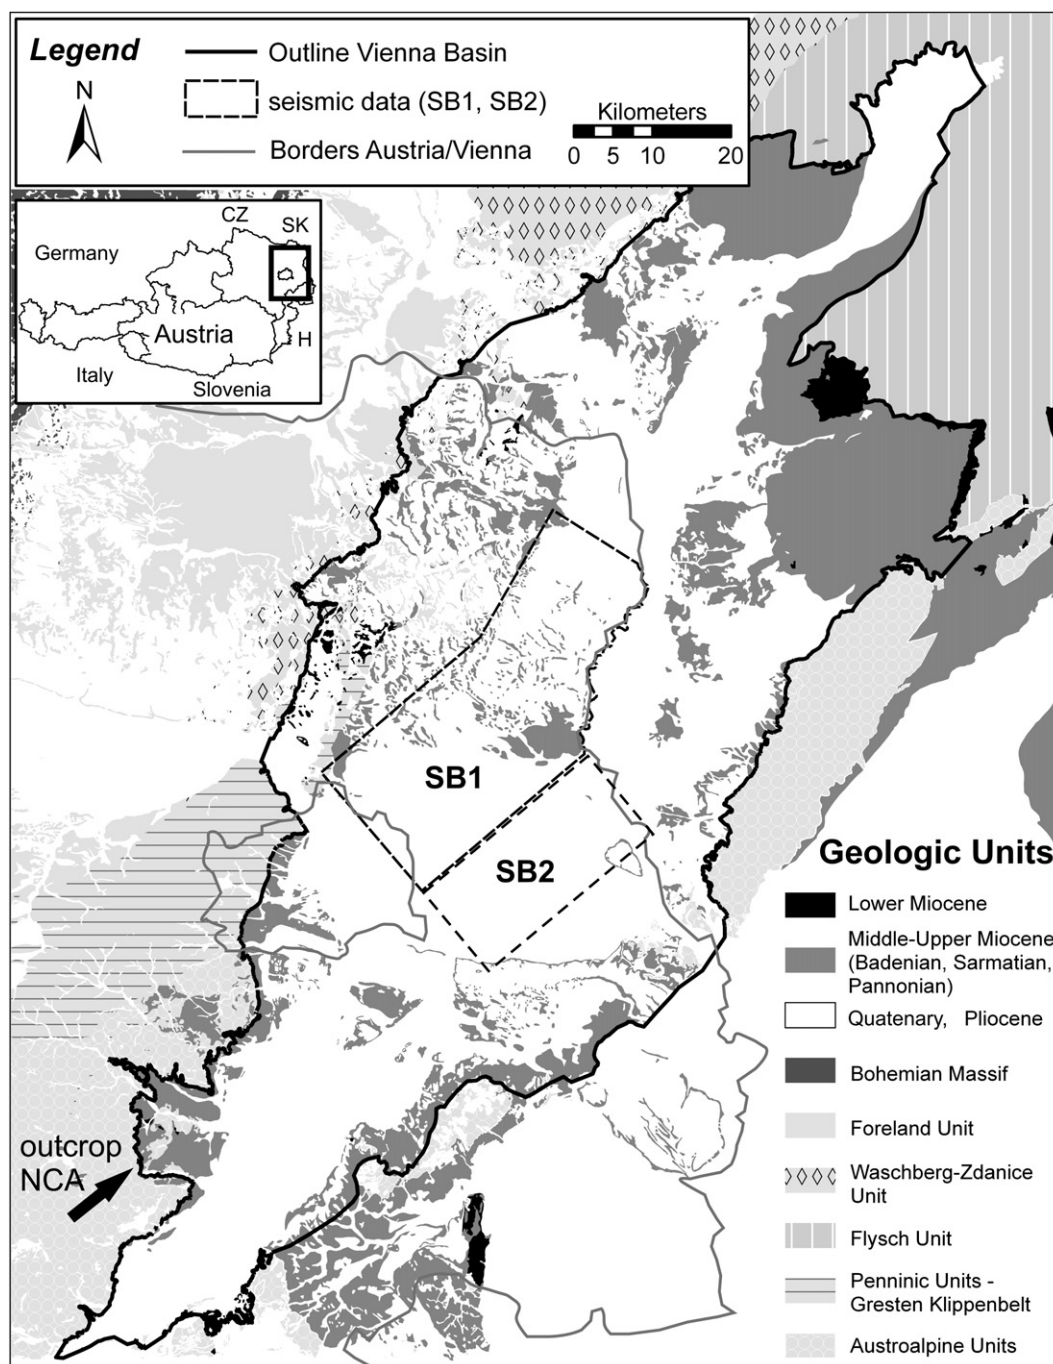 Legend
Outline Vienna Basin
N
seismic data (SB1, SB2)
Kilometers
Borders Austria/Vienna
0 5 10 20
CZ
SK
Germany
Austria
H
Italy
Slovenia
SB1
SB2
outcrop
NCA
Geologic Units
Lower Miocene
Middle-Upper Miocene
(Badenian, Sarmatian,
Pannonian)
Quatenary, Pliocene
Bohemian Massif
Foreland Unit
Waschberg-Zdanice
Unit
Flysch Unit
Penninic Units -
Gresten Klippenbelt
Austroalpine Units